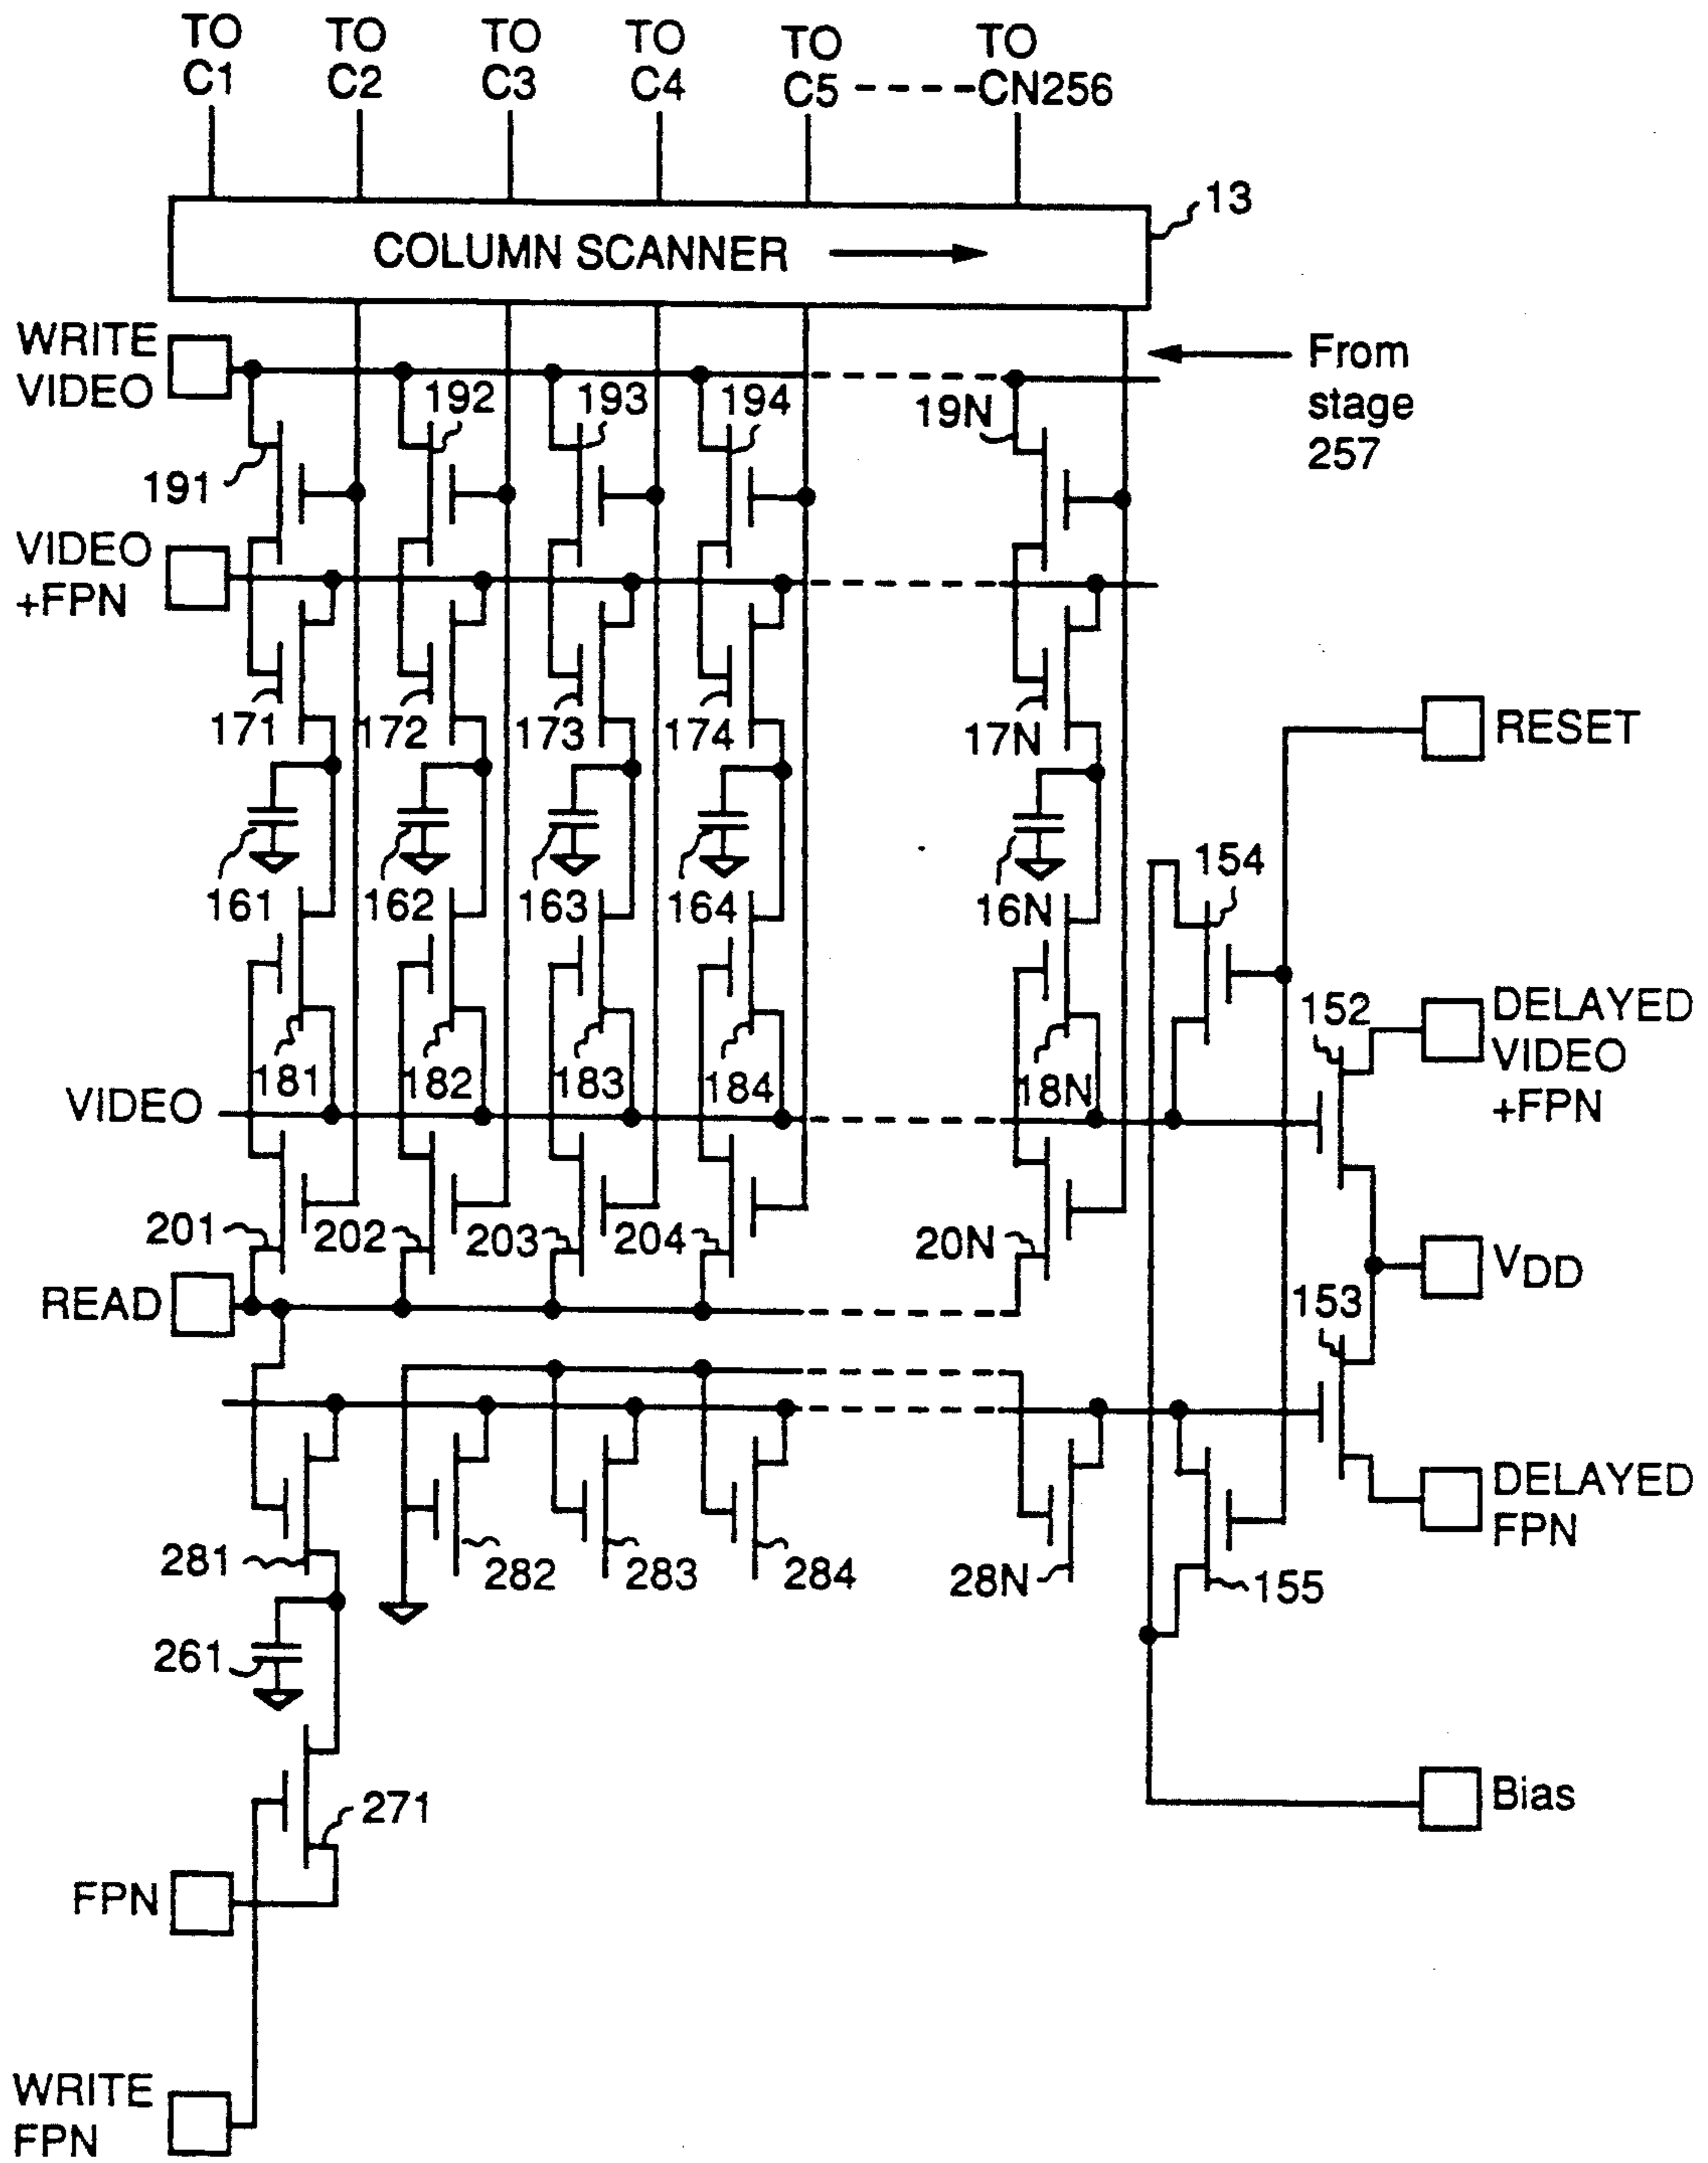 TO C1
TO C2
TO C3
TO C4
TO C5
TO CN256
COLUMN SCANNER
13
WRITE VIDEO
From stage 257
191
192
193
194
19N
VIDEO +FPN
171
172
173
174
17N
RESET
161
162
163
164
16N
154
181
182
183
184
18N
152
DELAYED VIDEO +FPN
VIDEO
201
202
203
204
20N
VDD
READ
153
281
282
283
284
28N
155
DELAYED FPN
261
271
Bias
FPN
WRITE FPN